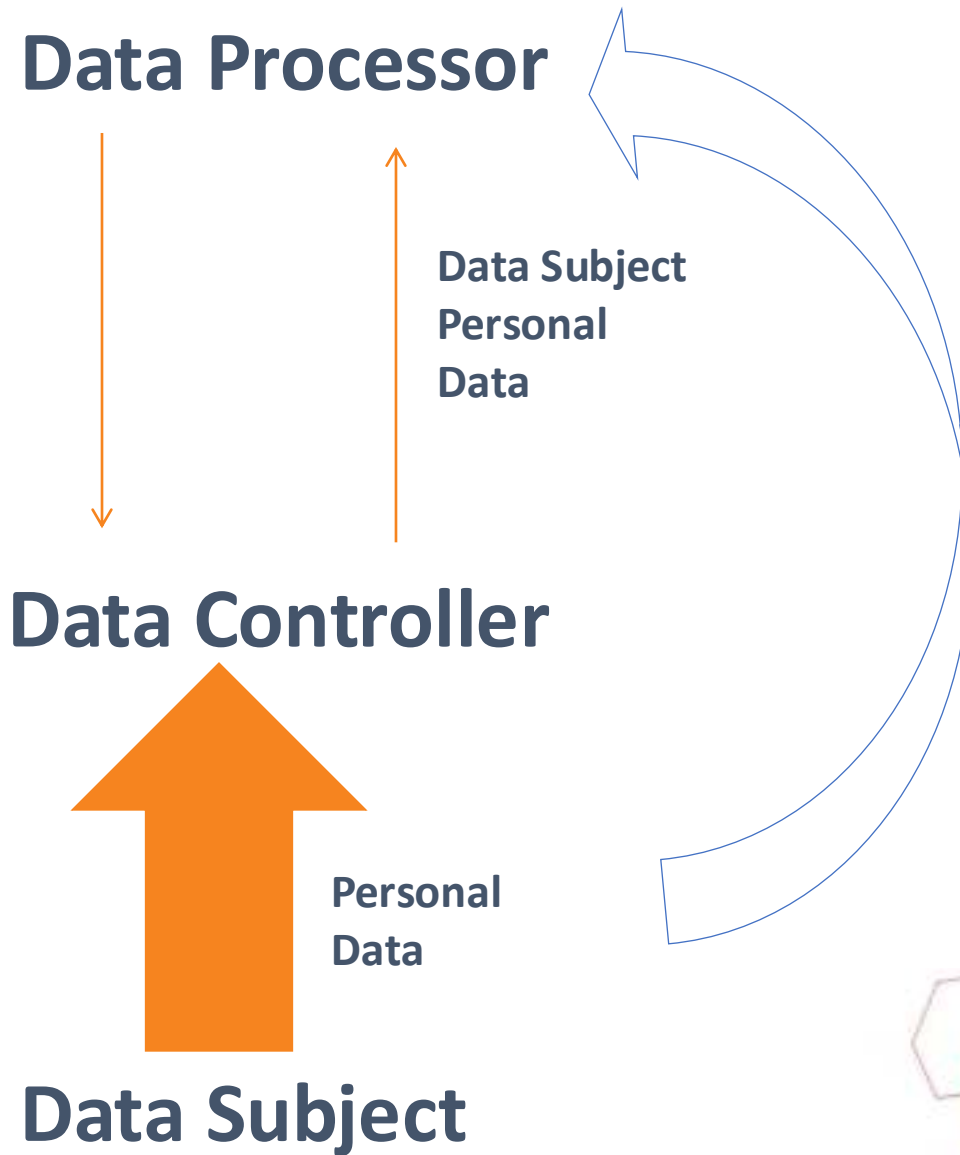 Data Processor
Data Subject
Personal
Data
Data Controller
Personal
Data
Data Subject